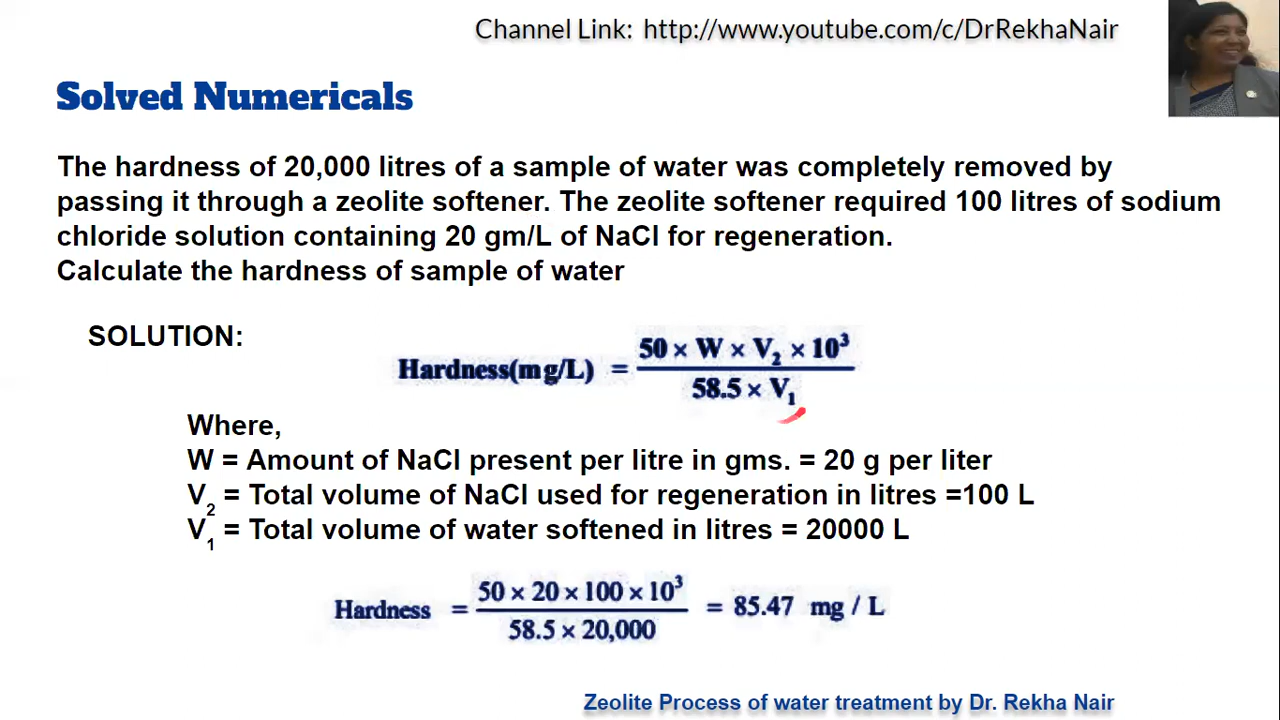 Channel Link: http://www.youtube.com/c/DrRekhaNair
Solved Numericals
The hardness of 20,000 litres of a sample of water was completely removed by
passing it through a zeolite softener. The zeolite softener required 100 litres of sodium
chloride solution containing 20 gm/L of NaCl for regeneration.
Calculate the hardness of sample of water
SOLUTION:
Hardness(mg/L) = 50 × W × V₂ × 10³ / 58.5 × V₁
Where,
W = Amount of NaCl present per litre in gms. = 20 g per liter
V₂ = Total volume of NaCl used for regeneration in litres =100 L
V₁ = Total volume of water softened in litres = 20000 L
Hardness = 50 × 20 × 100 × 10³ / 58.5 × 20,000 = 85.47 mg / L
Zeolite Process of water treatment by Dr. Rekha Nair